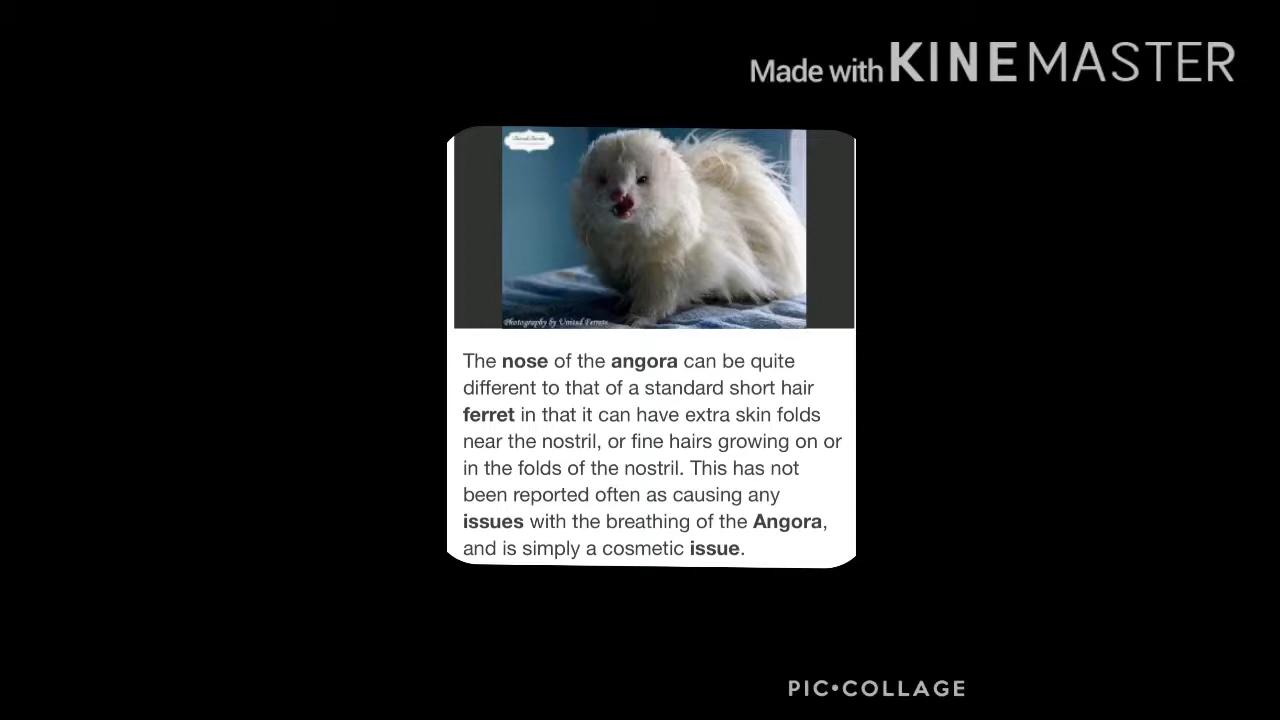 Made with KINEMASTER
Photography by United Ferrets
The nose of the angora can be quite
different to that of a standard short hair
ferret in that it can have extra skin folds
near the nostril, or fine hairs growing on or
in the folds of the nostril. This has not
been reported often as causing any
issues with the breathing of the Angora,
and is simply a cosmetic issue.
PIC•COLLAGE